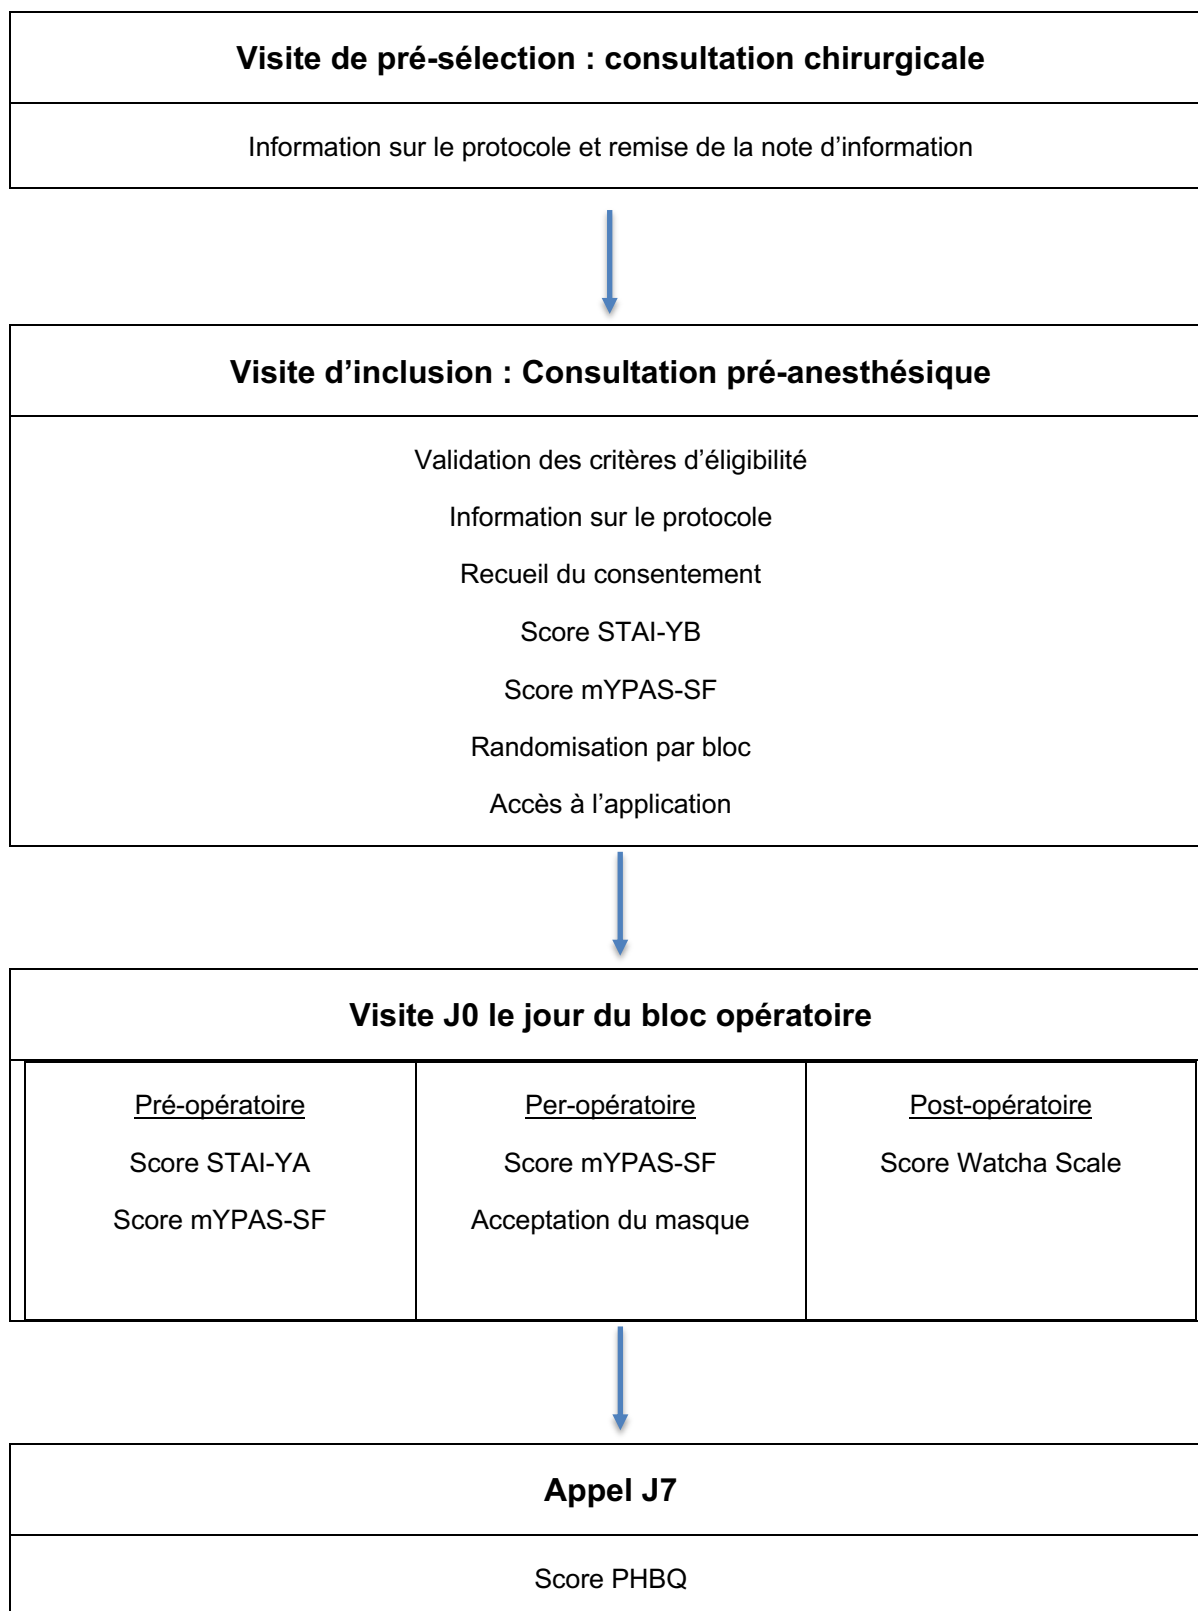 Visite de pré-sélection : consultation chirurgicale
Information sur le protocole et remise de la note d’information
Visite d’inclusion : Consultation pré-anesthésique
Validation des critères d’éligibilité
Information sur le protocole
Recueil du consentement
Score STAI-YB
Score mYPAS-SF
Randomisation par bloc
Accès à l’application
Visite J0 le jour du bloc opératoire
Pré-opératoire
Score STAI-YA
Score mYPAS-SF
Per-opératoire
Score mYPAS-SF
Acceptation du masque
Post-opératoire
Score Watcha Scale
Appel J7
Score PHBQ